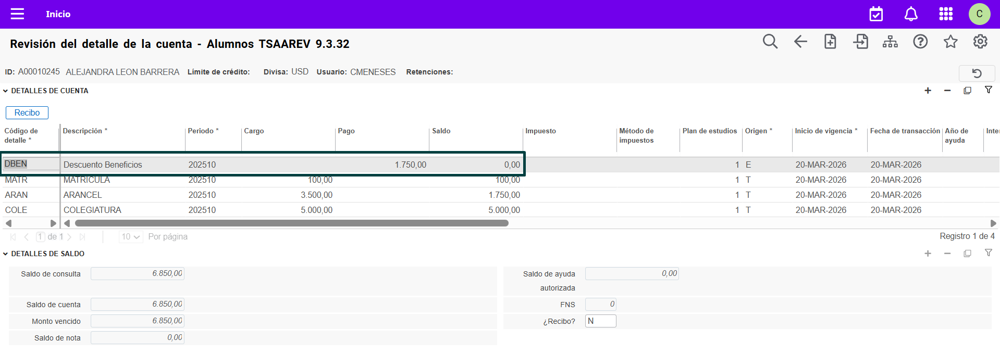 Inicio
C
Revisión del detalle de la cuenta - Alumnos TSAAREV 9.3.32
ID: A00010245 ALEJANDRA LEON BARRERA Límite de crédito: Divisa: USD Usuario: CMENESES Retenciones:
DETALLES DE CUENTA
Recibo
Código de detalle * Descripción * Periodo * Cargo Pago Saldo Impuesto Método de impuestos Plan de estudios Origen * Inicio de vigencia * Fecha de transacción Año de ayuda Inter
DBEN Descuento Beneficios 202510 1.750,00 0,00 1 E 20-MAR-2026 20-MAR-2026
MATR MATRICULA 202510 100,00 100,00 1 T 20-MAR-2026 20-MAR-2026
ARAN ARANCEL 202510 3.500,00 1.750,00 1 T 20-MAR-2026 20-MAR-2026
COLE COLEGIATURA 202510 5.000,00 5.000,00 1 T 20-MAR-2026 20-MAR-2026
1 de 1 10 Por página Registro 1 de 4
DETALLES DE SALDO
Saldo de consulta 6.850,00 Saldo de ayuda autorizada 0,00
Saldo de cuenta 6.850,00 FNS 0
Monto vencido 6.850,00 ¿Recibo? N
Saldo de nota 0,00